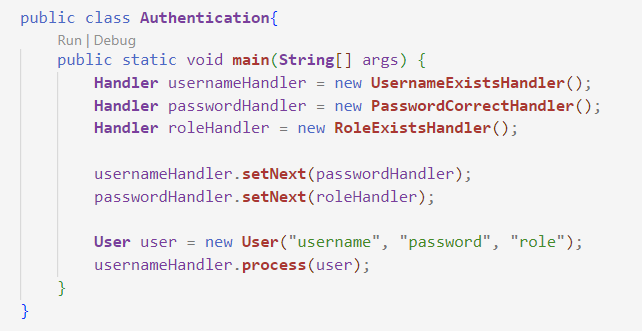 public class Authentication{
Run | Debug
public static void main(String[] args) {
Handler usernameHandler = new UsernameExistsHandler();
Handler passwordHandler = new PasswordCorrectHandler();
Handler roleHandler = new RoleExistsHandler();
usernameHandler.setNext(passwordHandler);
passwordHandler.setNext(roleHandler);
User user = new User("username", "password", "role");
usernameHandler.process(user);
}
}